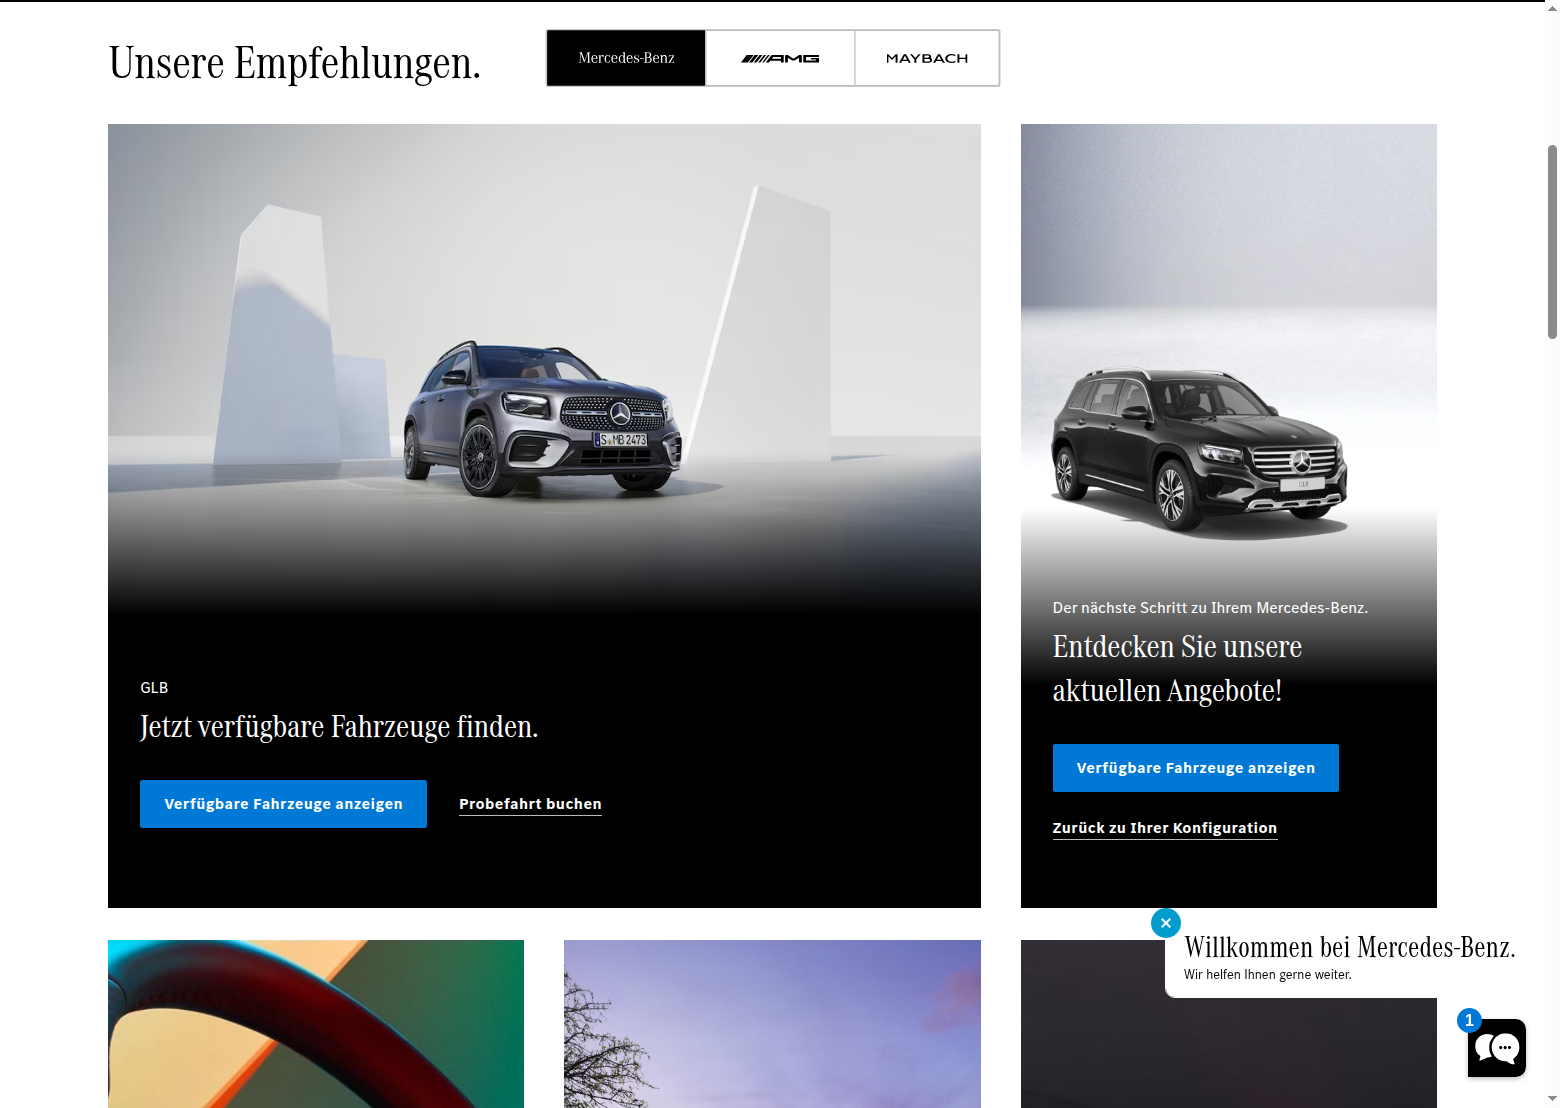 Unsere Empfehlungen.
Mercedes-Benz
AMG
MAYBACH
S MB 2473
GLB
GLB
Jetzt verfügbare Fahrzeuge finden.
Verfügbare Fahrzeuge anzeigen
Probefahrt buchen
Der nächste Schritt zu Ihrem Mercedes-Benz.
Entdecken Sie unsere
aktuellen Angebote!
Verfügbare Fahrzeuge anzeigen
Zurück zu Ihrer Konfiguration
Willkommen bei Mercedes-Benz.
Wir helfen Ihnen gerne weiter.
1